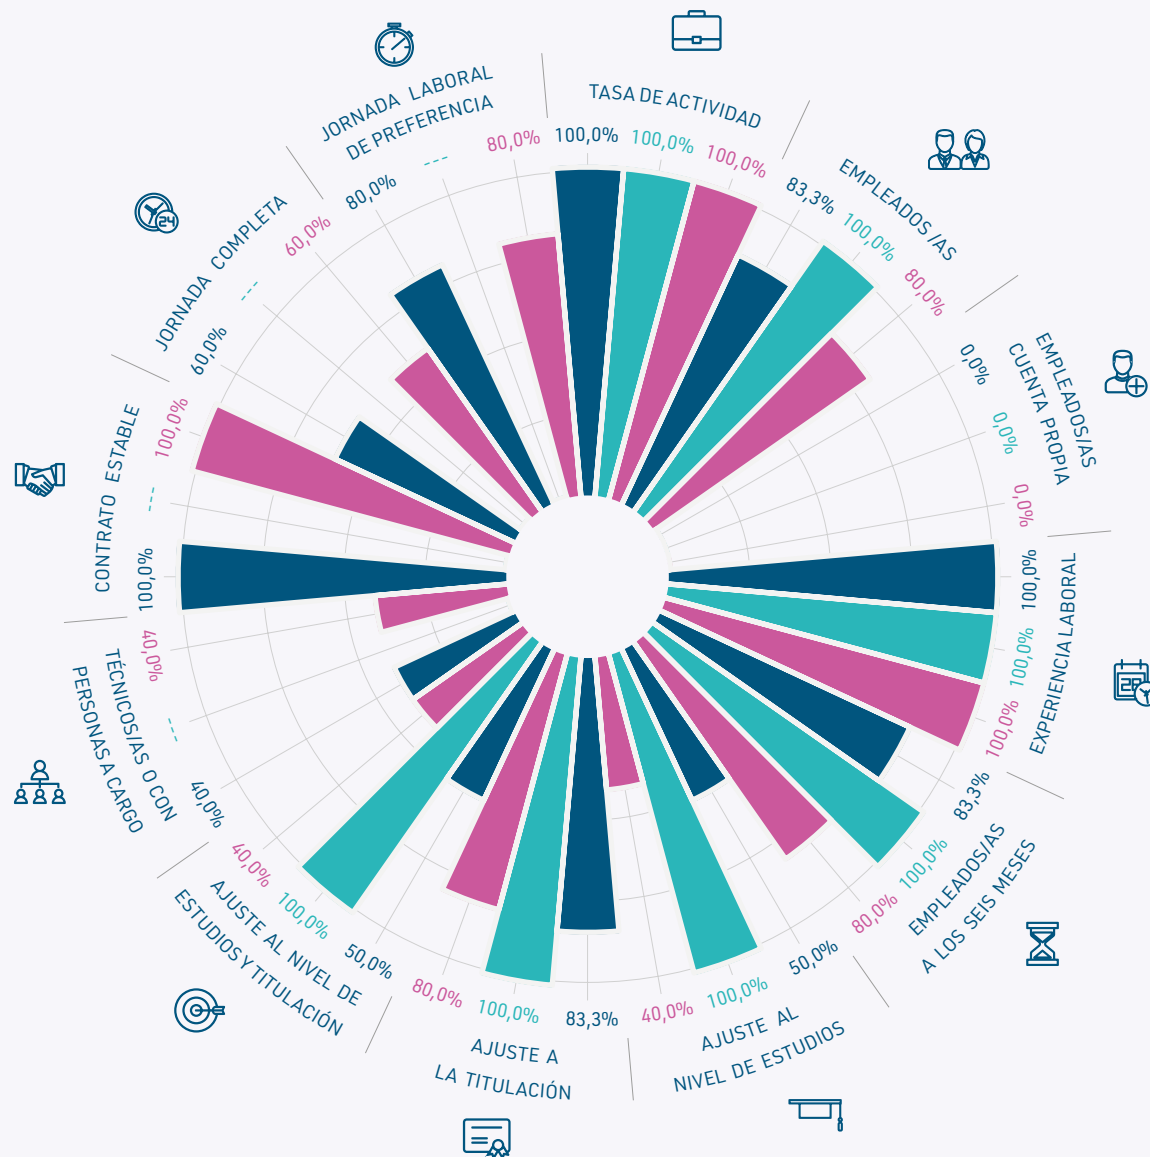 TASA DE ACTIVIDAD
100,0%
100,0%
100,0%
EMPLEADOS /AS
83,3%
100,0%
80,0%
EMPLEADOS/AS
CUENTA PROPIA
0,0%
0,0%
0,0%
EXPERIENCIA LABORAL
100,0%
100,0%
100,0%
EMPLEADOS/AS
A LOS SEIS MESES
83,3%
100,0%
80,0%
AJUSTE AL
NIVEL DE ESTUDIOS
50,0%
100,0%
40,0%
AJUSTE A
LA TITULACIÓN
83,3%
100,0%
80,0%
AJUSTE AL NIVEL DE
ESTUDIOS Y TITULACIÓN
50,0%
100,0%
40,0%
TÉCNICOS/AS O CON
PERSONAS A CARGO
40,0%
---
40,0%
CONTRATO ESTABLE
100,0%
---
100,0%
JORNADA COMPLETA
60,0%
---
60,0%
JORNADA LABORAL
DE PREFERENCIA
80,0%
---
80,0%
24